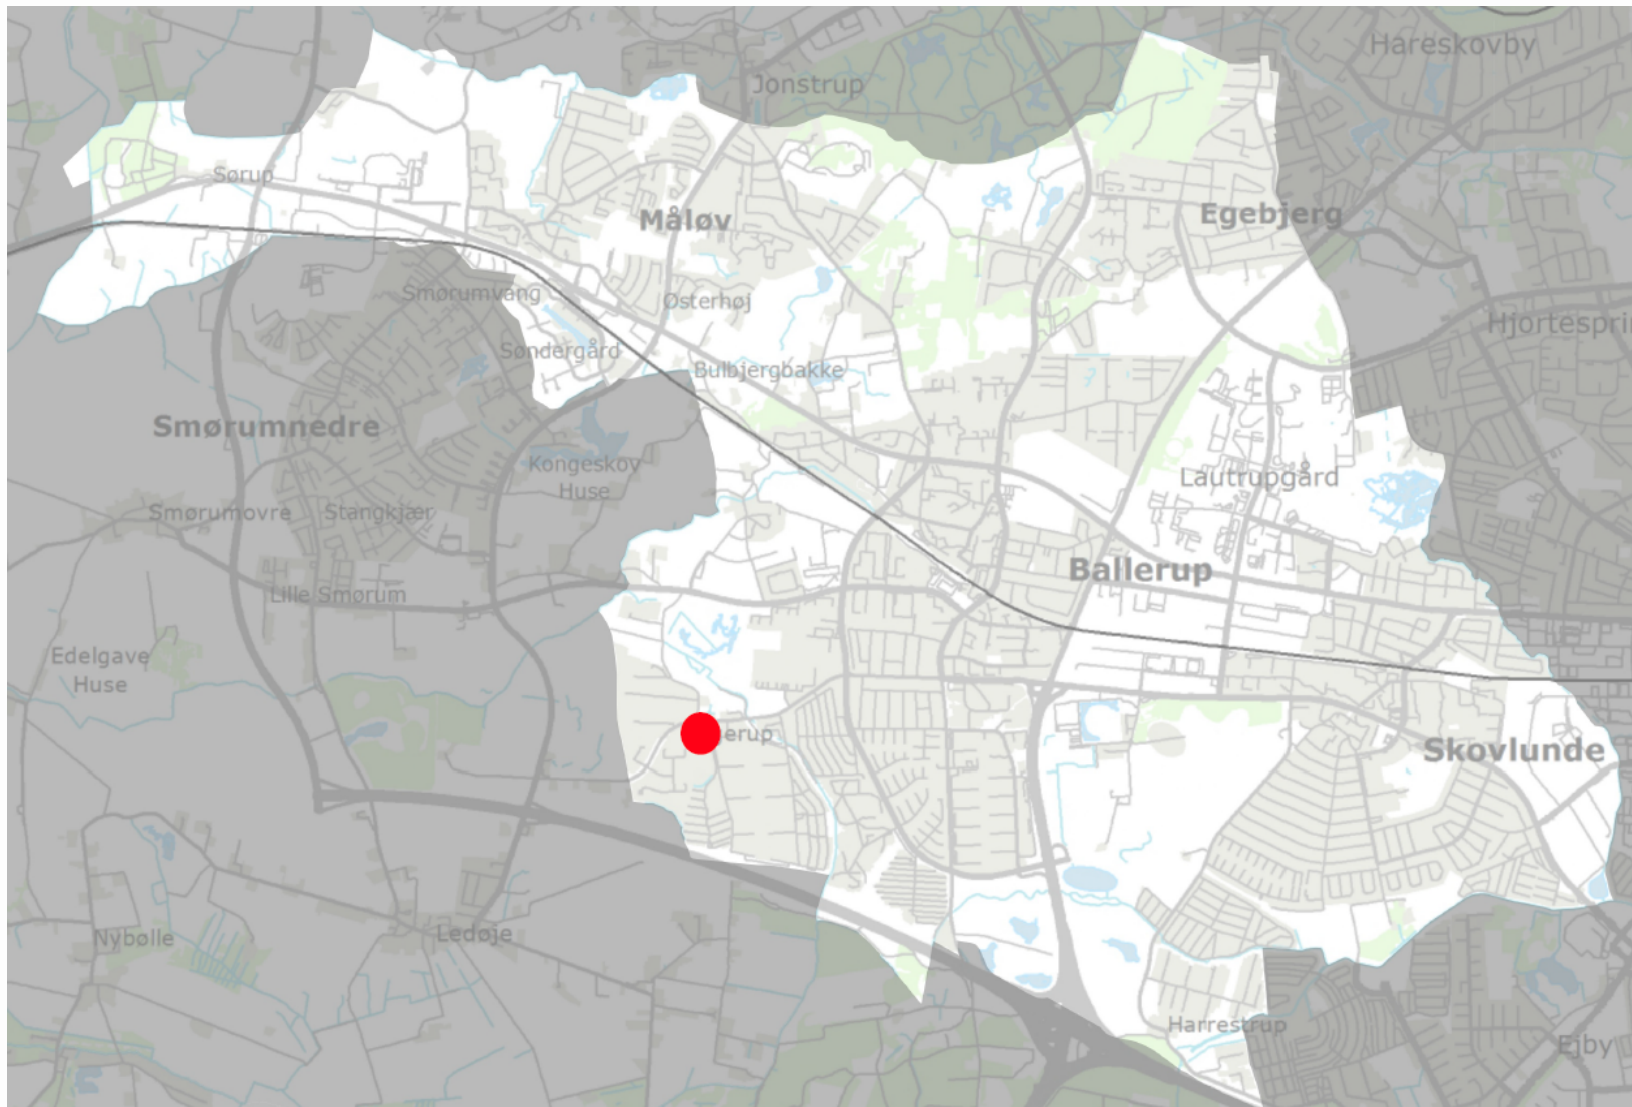 Hareskovby
Jonstrup
Sørup
Måløv
Egebjerg
Smørumvang
Østerhøj
Hjortesprin
Søndergård
Bulbjergbakke
Smørumnedre
Kongeskov
Huse
Lautrupgård
Smørumovre
Stangkjær
Ballerup
Lille Smørum
Edelgave
Huse
erup
Skovlunde
Nybølle
Ledøje
Harrestrup
Ejby